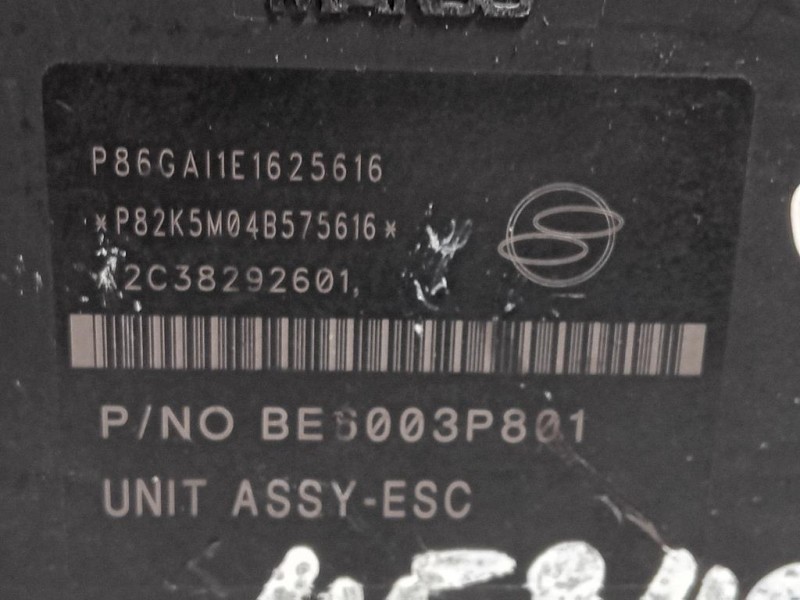 P86GAI1E1625616
*P82K5M04B575616*
2C38292601
P/NO BE6003P801
UNIT ASSY-ESC